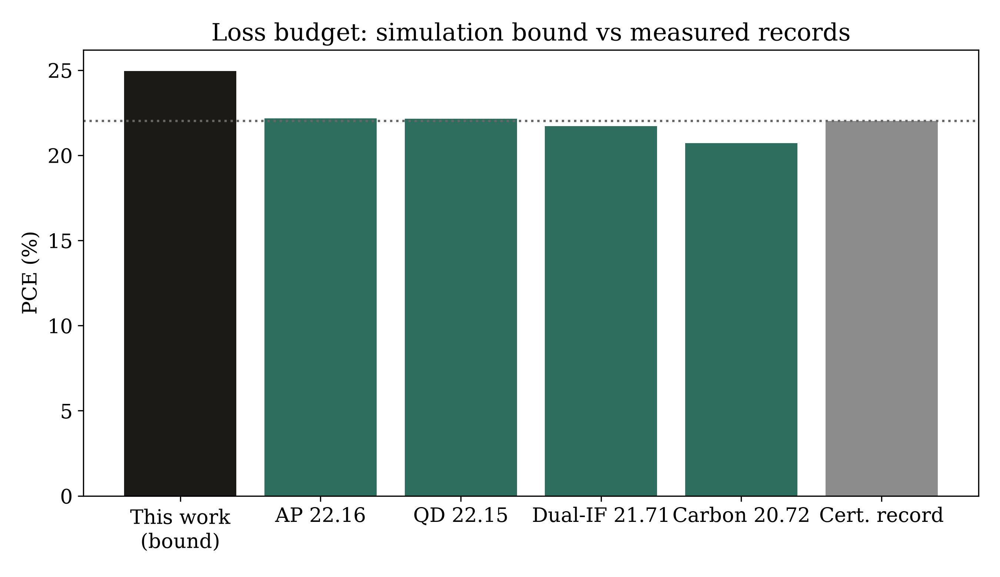 Loss budget: simulation bound vs measured records
PCE (%)
25
20
15
10
5
0
This work
(bound)
AP 22.16
QD 22.15
Dual-IF 21.71
Carbon 20.72
Cert. record